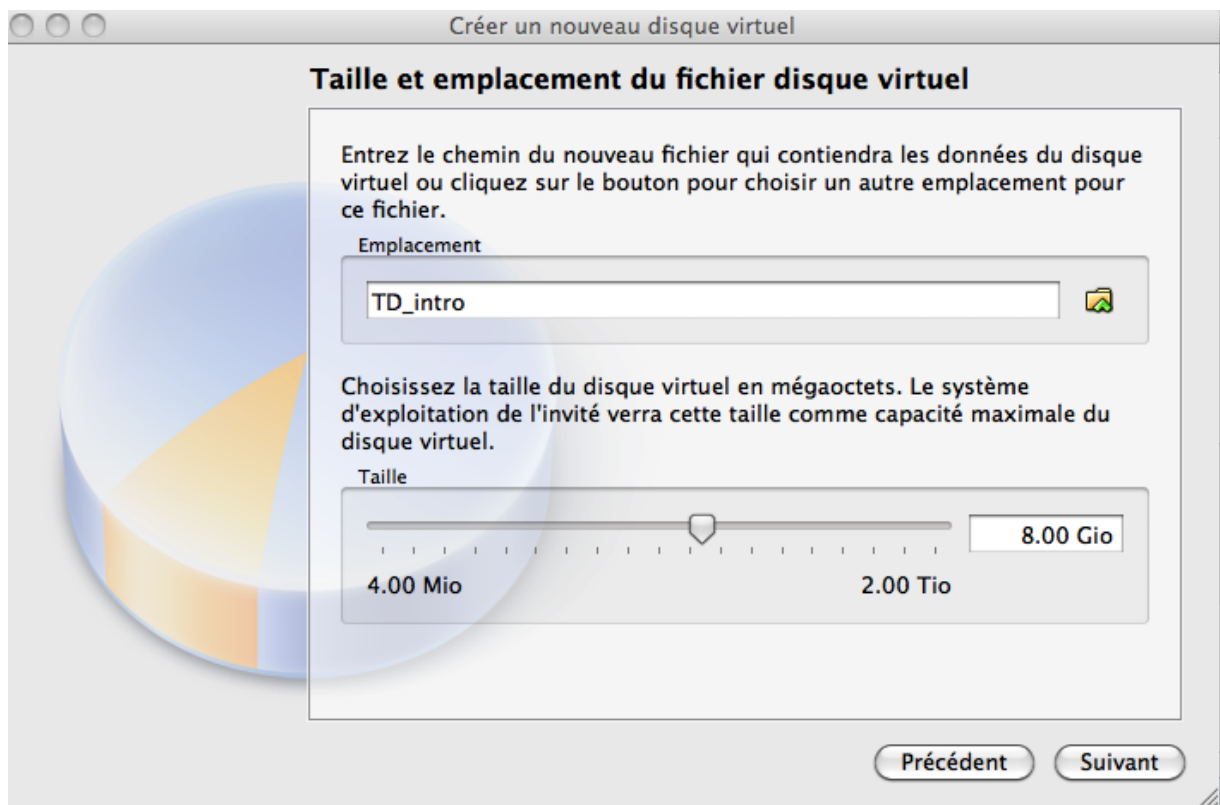 Créer un nouveau disque virtuel
Taille et emplacement du fichier disque virtuel
Entrez le chemin du nouveau fichier qui contiendra les données du disque
virtuel ou cliquez sur le bouton pour choisir un autre emplacement pour
ce fichier.
Emplacement
TD_intro
Choisissez la taille du disque virtuel en mégaoctets. Le système
d'exploitation de l'invité verra cette taille comme capacité maximale du
disque virtuel.
Taille
8.00 Gio
4.00 Mio 2.00 Tio
Précédent Suivant